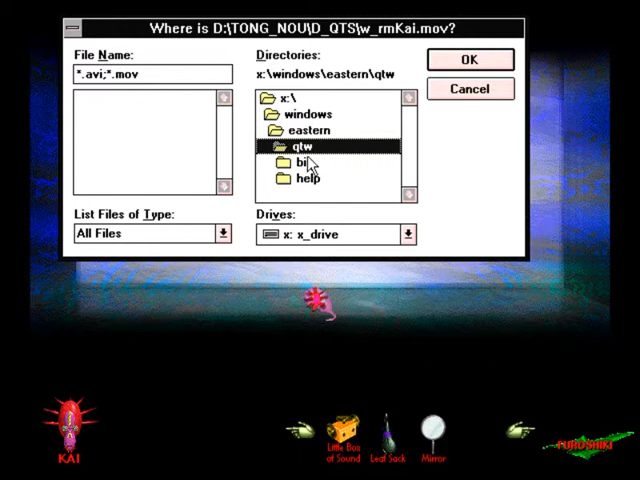 Where is D:\TONG_NOU\D_QTS\w_rmKai.mov?
File Name:
*.avi;*.mov
Directories:
x:\windows\eastern\qtw
OK
Cancel
x:\
windows
eastern
qtw
help
List Files of Type:
All Files
Drives:
x: x_drive
KAI
Little Box
of Sound
Leaf Sack
Mirror
FUROSHIKI